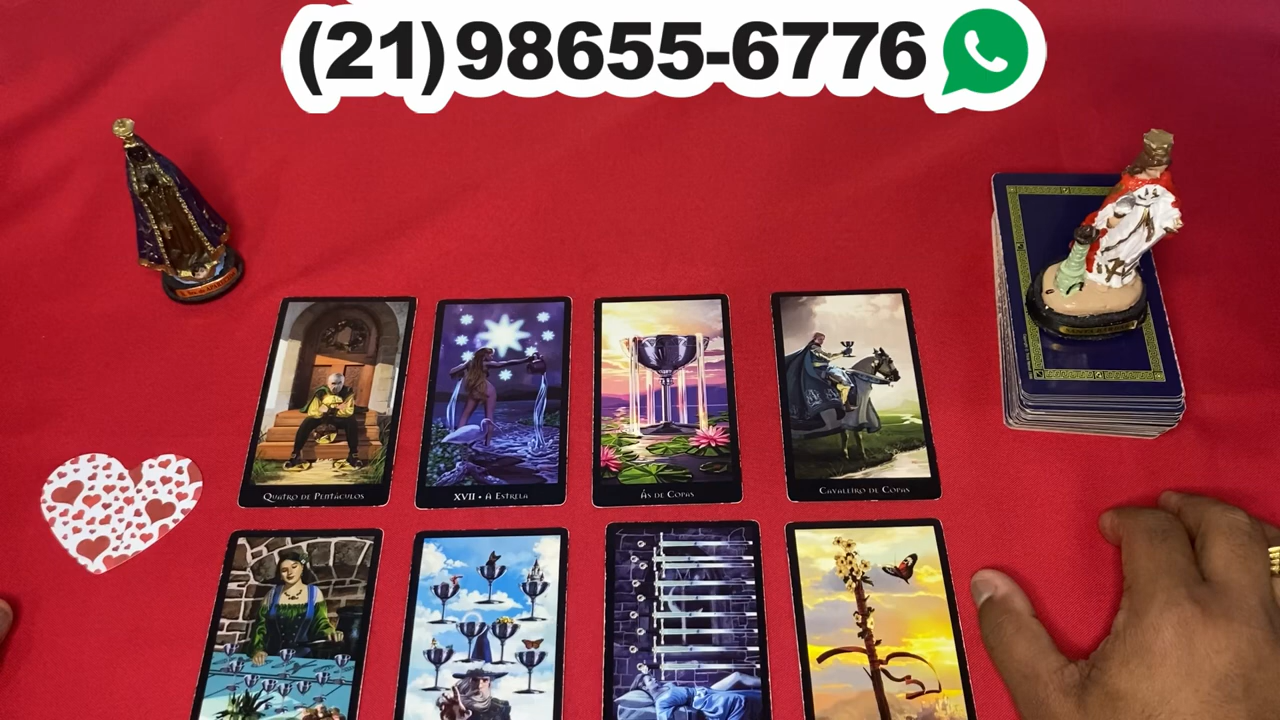 (21)98655-6776
Quatro de Pentáculos
XVII • A Estrela
Ás de Copas
Cavaleiro de Copas